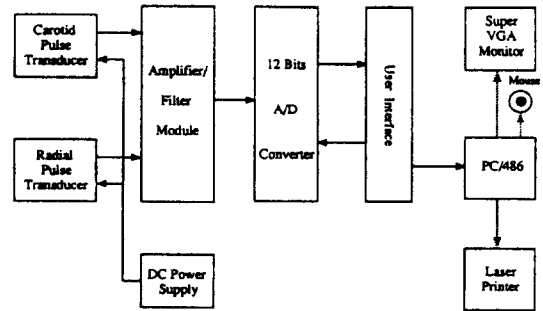 Carotid
Pulse
Transducer
Radial
Pulse
Transducer
DC Power
Supply
Amplifier/
Filter
Module
12 Bits
A/D
Converter
User Interface
Super
VGA
Monitor
Mouse
PC/486
Laser
Printer